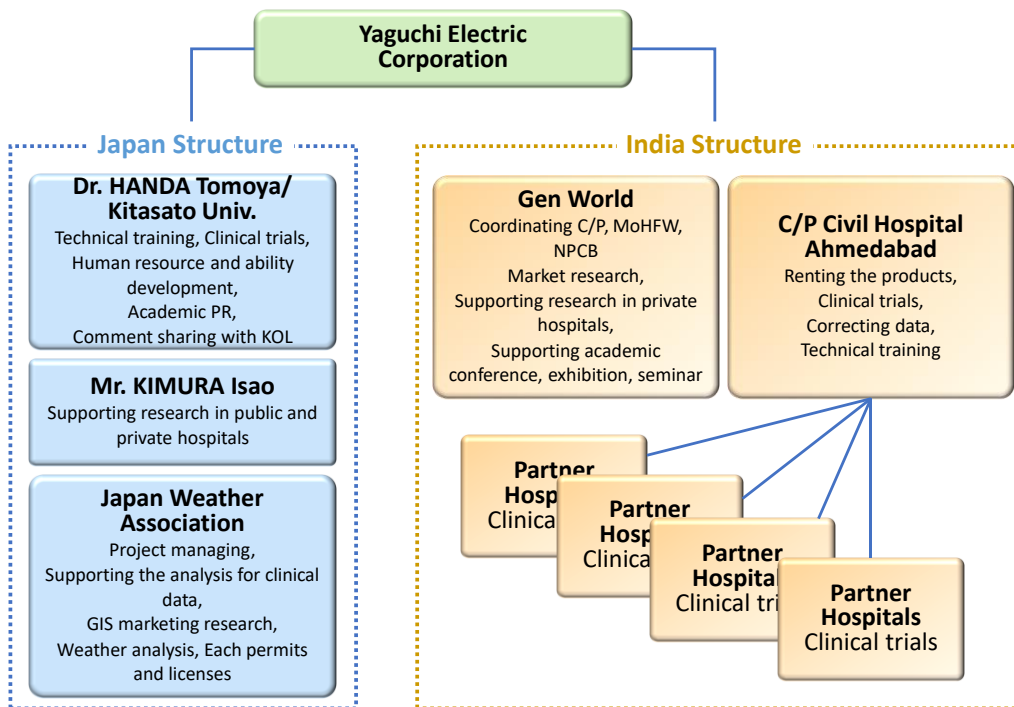 Yaguchi Electric
Corporation
Japan Structure
Dr. HANDA Tomoya/
Kitasato Univ.
Technical training, Clinical trials,
Human resource and ability
development,
Academic PR,
Comment sharing with KOL
Mr. KIMURA Isao
Supporting research in public and
private hospitals
Japan Weather
Association
Project managing,
Supporting the analysis for clinical
data,
GIS marketing research,
Weather analysis, Each permits
and licenses
India Structure
Gen World
Coordinating C/P, MoHFW,
NPCB
Market research,
Supporting research in private
hospitals,
Supporting academic
conference, exhibition, seminar
C/P Civil Hospital
Ahmedabad
Renting the products,
Clinical trials,
Correcting data,
Technical training
Partner
Clinical
Partner
Clinical
Partner
Hospital
Clinical
Partner
Hospitals
Clinical trials